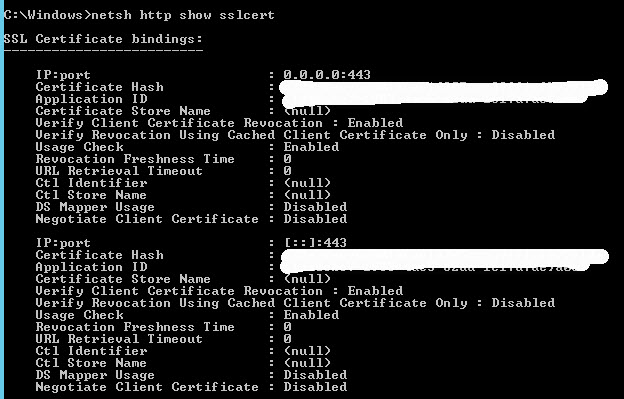 C:\Windows>netsh http show sslcert
SSL Certificate bindings:
-------------------------
IP:port : 0.0.0.0:443
Certificate Hash :
Application ID :
Certificate Store Name : (null)
Verify Client Certificate Revocation : Enabled
Verify Revocation Using Cached Client Certificate Only : Disabled
Usage Check : Enabled
Revocation Freshness Time : 0
URL Retrieval Timeout : 0
Ctl Identifier : (null)
Ctl Store Name : (null)
DS Mapper Usage : Disabled
Negotiate Client Certificate : Disabled
IP:port : [::]:443
Certificate Hash :
Application ID :
Certificate Store Name : (null)
Verify Client Certificate Revocation : Enabled
Verify Revocation Using Cached Client Certificate Only : Disabled
Usage Check : Enabled
Revocation Freshness Time : 0
URL Retrieval Timeout : 0
Ctl Identifier : (null)
Ctl Store Name : (null)
DS Mapper Usage : Disabled
Negotiate Client Certificate : Disabled